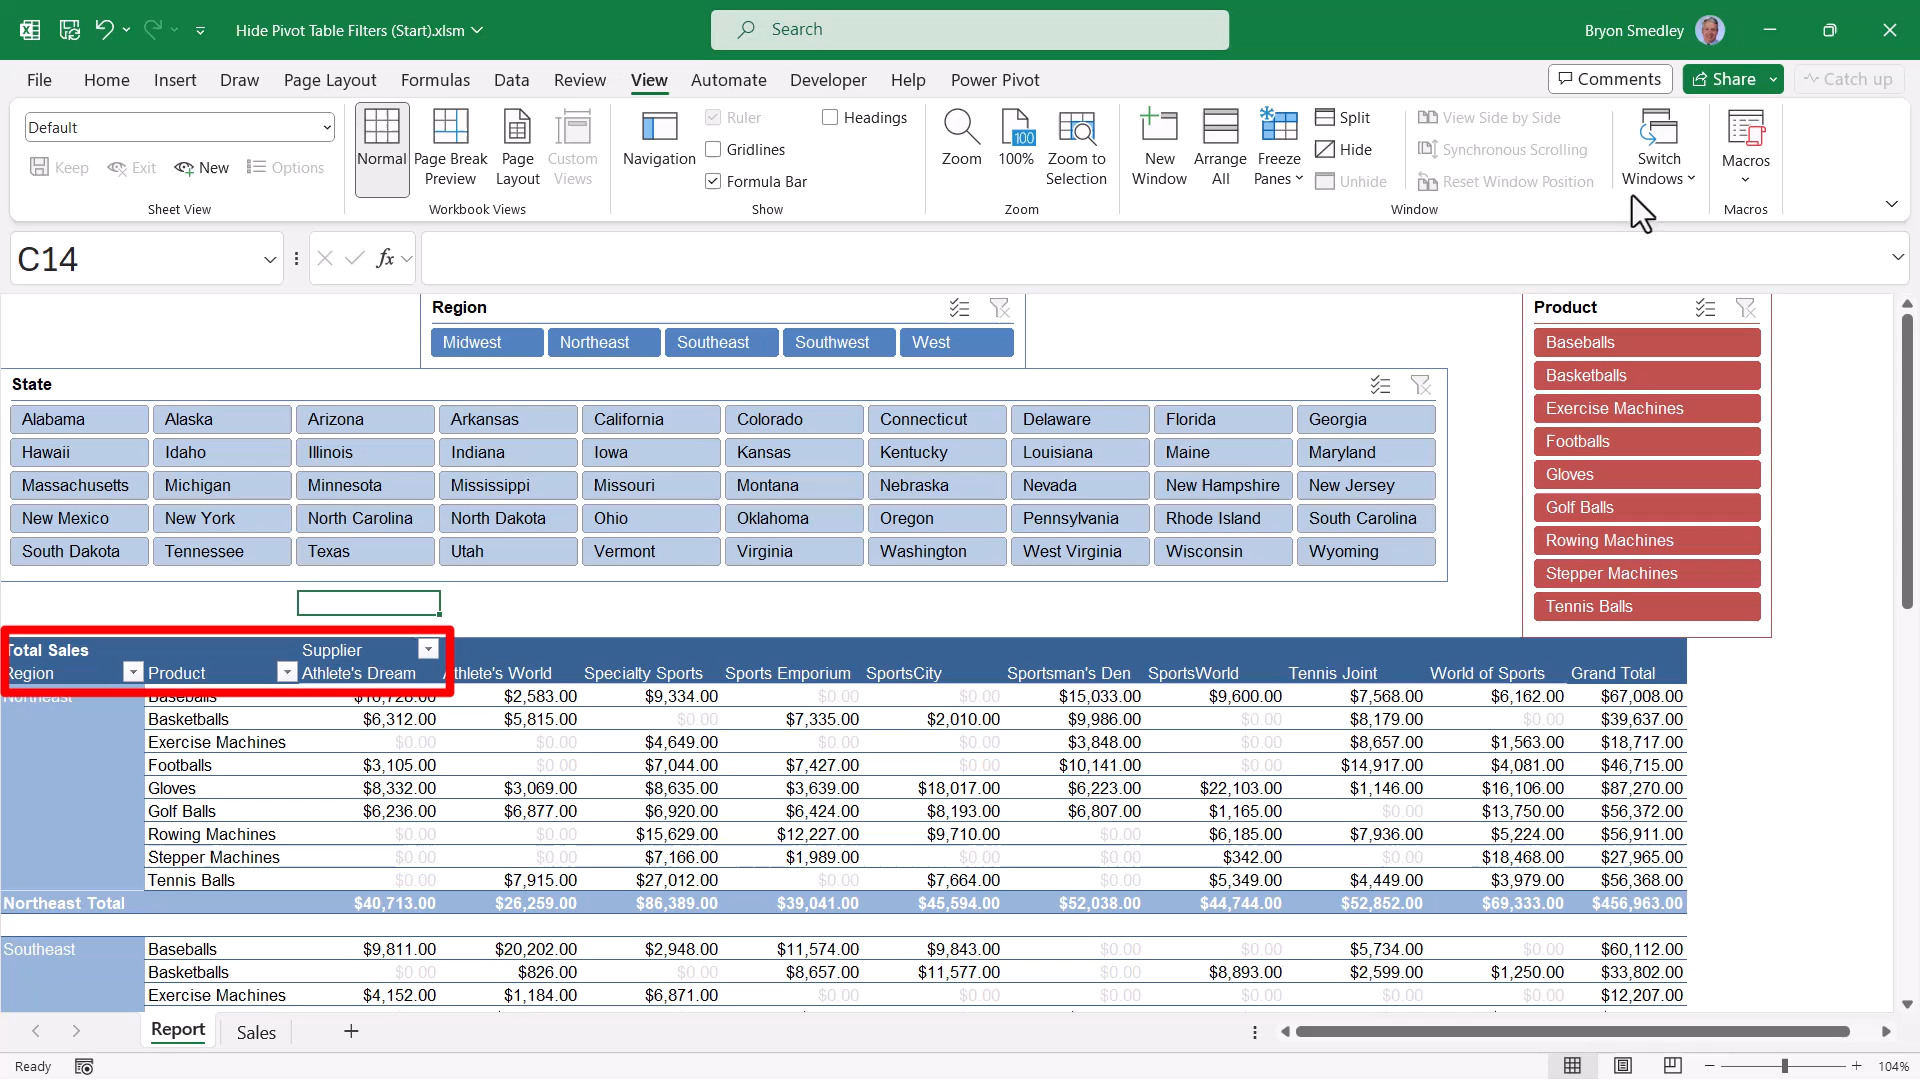 Hide Pivot Table Filters (Start).xlsm
Search
Bryon Smedley
File Home Insert Draw Page Layout Formulas Data Review View Automate Developer Help Power Pivot
Comments Share Catch up
Default
Keep Exit New Options
Sheet View
Normal
Page Break Preview
Page Layout
Custom Views
Workbook Views
Navigation
Ruler
Gridlines
Formula Bar
Headings
Show
Zoom
100
100%
Zoom to Selection
Zoom
New Window
Arrange All
Freeze Panes
Split
Hide
Unhide
View Side by Side
Synchronous Scrolling
Reset Window Position
Switch Windows
Window
Macros
Macros
C14
fx
Region
Midwest Northeast Southeast Southwest West
Product
Baseballs
Basketballs
Exercise Machines
Footballs
Gloves
Golf Balls
Rowing Machines
Stepper Machines
Tennis Balls
State
Alabama Alaska Arizona Arkansas California Colorado Connecticut Delaware Florida Georgia
Hawaii Idaho Illinois Indiana Iowa Kansas Kentucky Louisiana Maine Maryland
Massachusetts Michigan Minnesota Mississippi Missouri Montana Nebraska Nevada New Hampshire New Jersey
New Mexico New York North Carolina North Dakota Ohio Oklahoma Oregon Pennsylvania Rhode Island South Carolina
South Dakota Tennessee Texas Utah Vermont Virginia Washington West Virginia Wisconsin Wyoming
Total Sales Supplier
Region Product Athlete's Dream Athlete's World Specialty Sports Sports Emporium SportsCity Sportsman's Den SportsWorld Tennis Joint World of Sports Grand Total
Northeast Baseballs $10,728.00 $2,583.00 $9,334.00 $0.00 $0.00 $15,033.00 $9,600.00 $7,568.00 $6,162.00 $67,008.00
Basketballs $6,312.00 $5,815.00 $0.00 $7,335.00 $2,010.00 $9,986.00 $0.00 $8,179.00 $0.00 $39,637.00
Exercise Machines $0.00 $0.00 $4,649.00 $0.00 $0.00 $3,848.00 $0.00 $8,657.00 $1,563.00 $18,717.00
Footballs $3,105.00 $0.00 $7,044.00 $7,427.00 $0.00 $10,141.00 $0.00 $14,917.00 $4,081.00 $46,715.00
Gloves $8,332.00 $3,069.00 $8,635.00 $3,639.00 $18,017.00 $6,223.00 $22,103.00 $1,146.00 $16,106.00 $87,270.00
Golf Balls $6,236.00 $6,877.00 $6,920.00 $6,424.00 $8,193.00 $6,807.00 $1,165.00 $0.00 $13,750.00 $56,372.00
Rowing Machines $0.00 $0.00 $15,629.00 $12,227.00 $9,710.00 $0.00 $6,185.00 $7,936.00 $5,224.00 $56,911.00
Stepper Machines $0.00 $0.00 $7,166.00 $1,989.00 $0.00 $0.00 $342.00 $0.00 $18,468.00 $27,965.00
Tennis Balls $0.00 $7,915.00 $27,012.00 $0.00 $7,664.00 $0.00 $5,349.00 $4,449.00 $3,979.00 $56,368.00
Northeast Total $40,713.00 $26,259.00 $86,389.00 $39,041.00 $45,594.00 $52,038.00 $44,744.00 $52,852.00 $69,333.00 $456,963.00
Southeast Baseballs $9,811.00 $20,202.00 $2,948.00 $11,574.00 $9,843.00 $0.00 $0.00 $5,734.00 $0.00 $60,112.00
Basketballs $0.00 $826.00 $0.00 $8,657.00 $11,577.00 $0.00 $8,893.00 $2,599.00 $1,250.00 $33,802.00
Exercise Machines $4,152.00 $1,184.00 $6,871.00 $0.00 $0.00 $0.00 $0.00 $0.00 $0.00 $12,207.00
Report Sales
Ready
104%